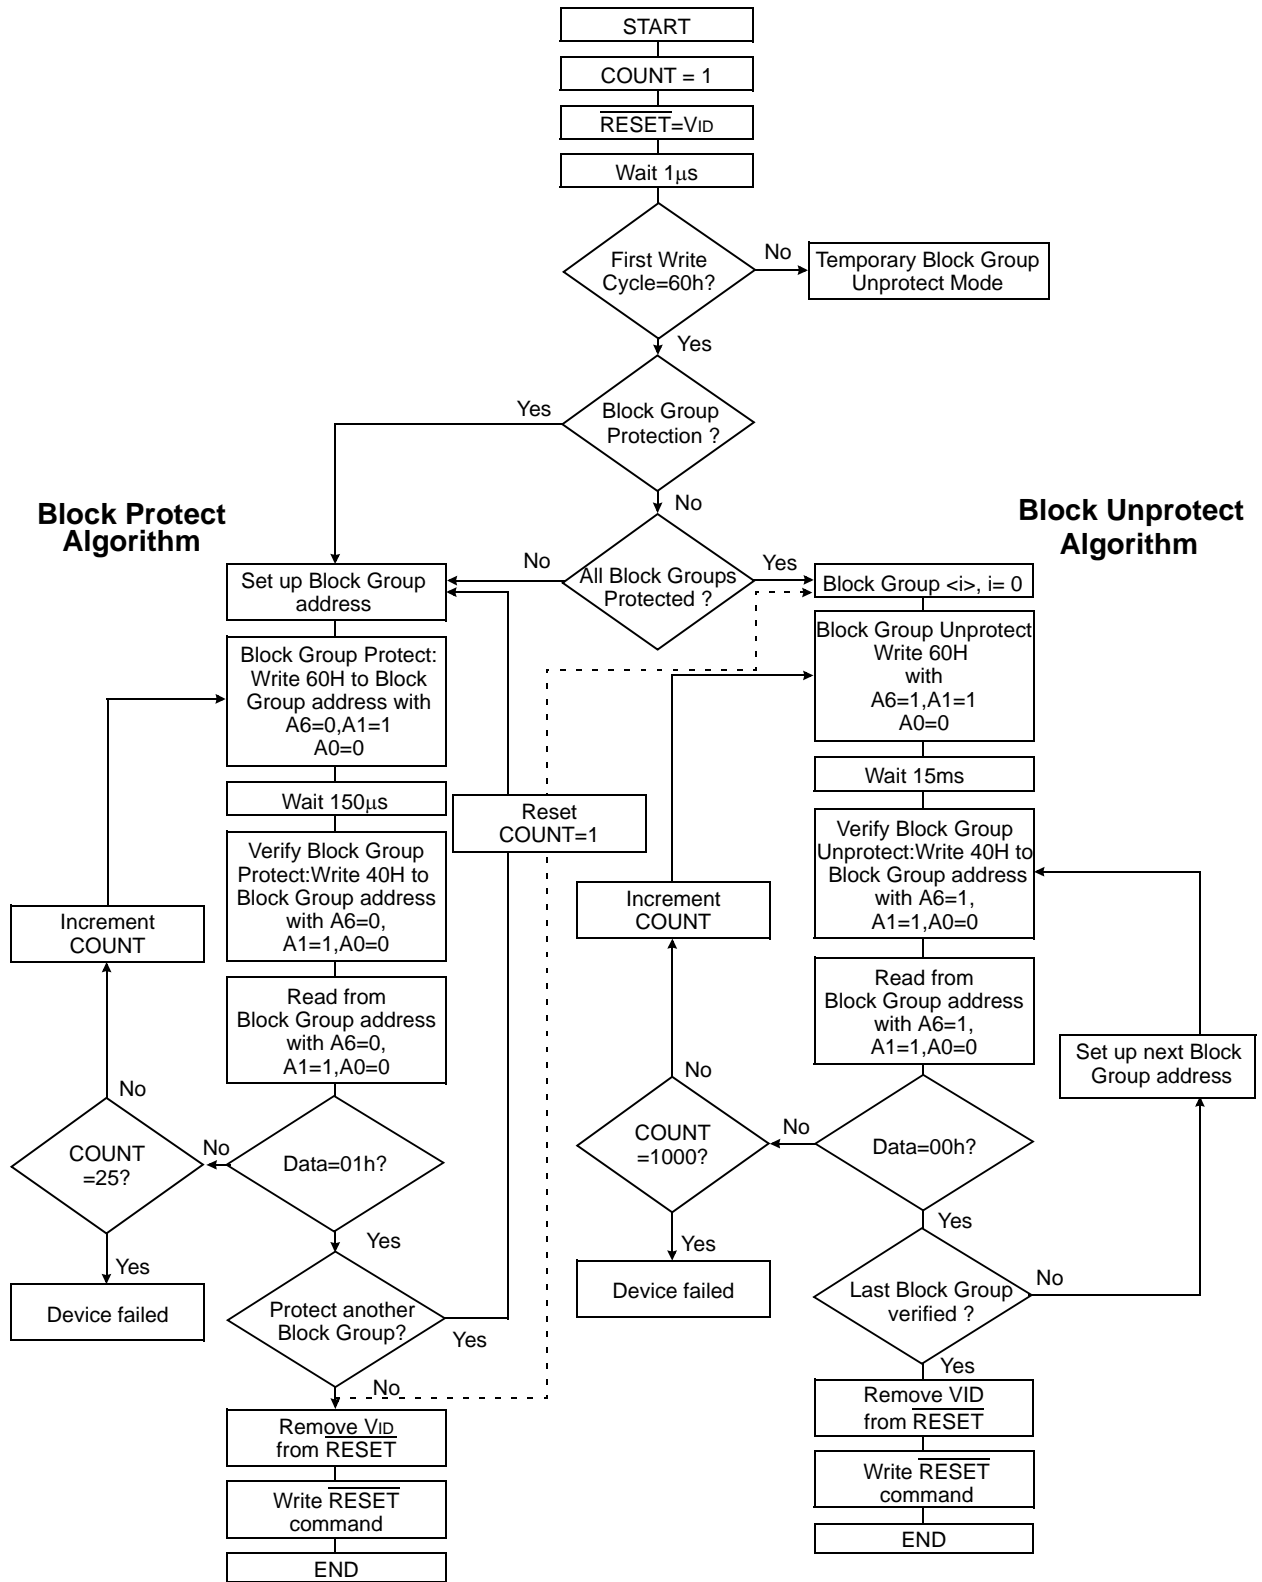 START
COUNT = 1
RESET=VID
Wait 1μs
First Write
Cycle=60h?
No
Temporary Block Group
Unprotect Mode
Yes
Block Group
Protection ?
Yes
No
Block Protect
Algorithm
Block Unprotect
Algorithm
All Block Groups
Protected ?
No
Yes
Set up Block Group
address
Block Group Protect:
Write 60H to Block
Group address with
A6=0,A1=1
A0=0
Wait 150μs
Reset
COUNT=1
Verify Block Group
Protect:Write 40H to
Block Group address
with A6=0,
A1=1,A0=0
Increment
COUNT
Read from
Block Group address
with A6=0,
A1=1,A0=0
No
COUNT
=25?
No
Data=01h?
Yes
Device failed
Yes
Protect another
Block Group?
Yes
No
Remove VID
from RESET
Write RESET
command
END
Block Group <i>, i= 0
Block Group Unprotect
Write 60H
with
A6=1,A1=1
A0=0
Wait 15ms
Verify Block Group
Unprotect:Write 40H to
Block Group address
with A6=1,
A1=1,A0=0
Increment
COUNT
Read from
Block Group address
with A6=1,
A1=1,A0=0
Set up next Block
Group address
No
COUNT
=1000?
No
Data=00h?
Yes
Device failed
Yes
Last Block Group
verified ?
No
Yes
Remove VID
from RESET
Write RESET
command
END